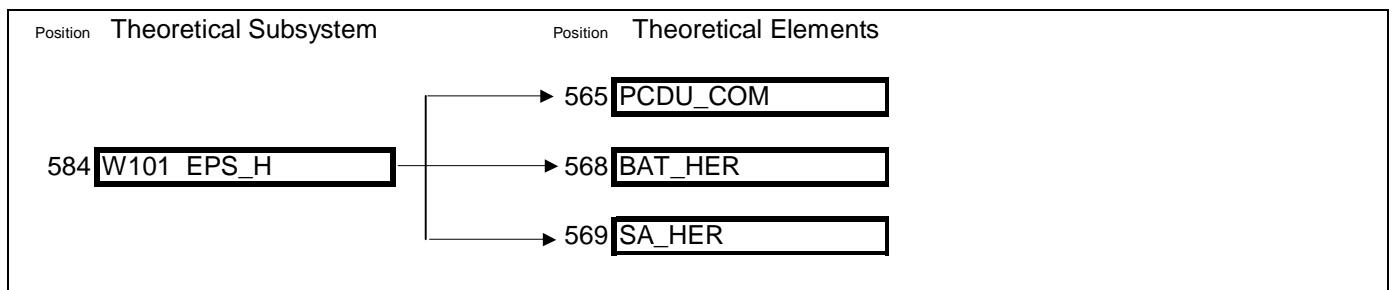 Position Theoretical Subsystem Position Theoretical Elements
565 PCDU_COM
584 W101 EPS_H 568 BAT_HER
569 SA_HER